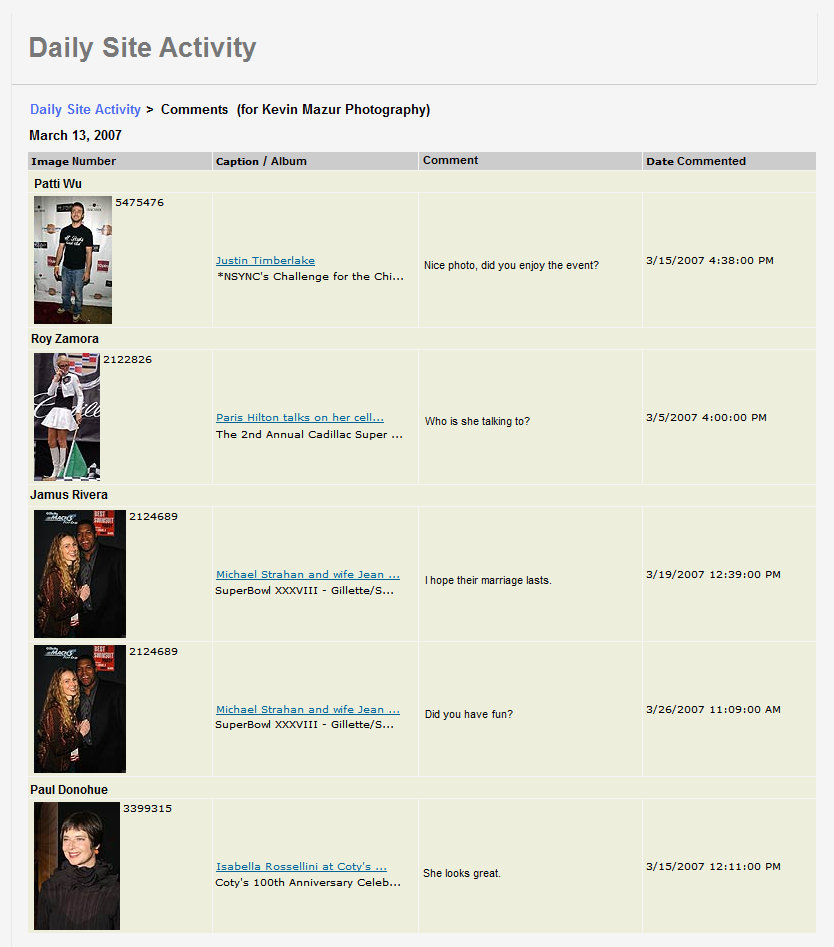 Daily Site Activity
Daily Site Activity > Comments (for Kevin Mazur Photography)
March 13, 2007
Image Number Caption / Album Comment Date Commented
Patti Wu
5475476
Justin Timberlake
*NSYNC's Challenge for the Chi...
Nice photo, did you enjoy the event?
3/15/2007 4:38:00 PM
Roy Zamora
2122826
Paris Hilton talks on her cell...
The 2nd Annual Cadillac Super ...
Who is she talking to?
3/5/2007 4:00:00 PM
Jamus Rivera
2124689
Michael Strahan and wife Jean ...
SuperBowl XXXVIII - Gillette/S...
I hope their marriage lasts.
3/19/2007 12:39:00 PM
2124689
Michael Strahan and wife Jean ...
SuperBowl XXXVIII - Gillette/S...
Did you have fun?
3/26/2007 11:09:00 AM
Paul Donohue
3399315
Isabella Rossellini at Coty's ...
Coty's 100th Anniversary Celeb...
She looks great.
3/15/2007 12:11:00 PM